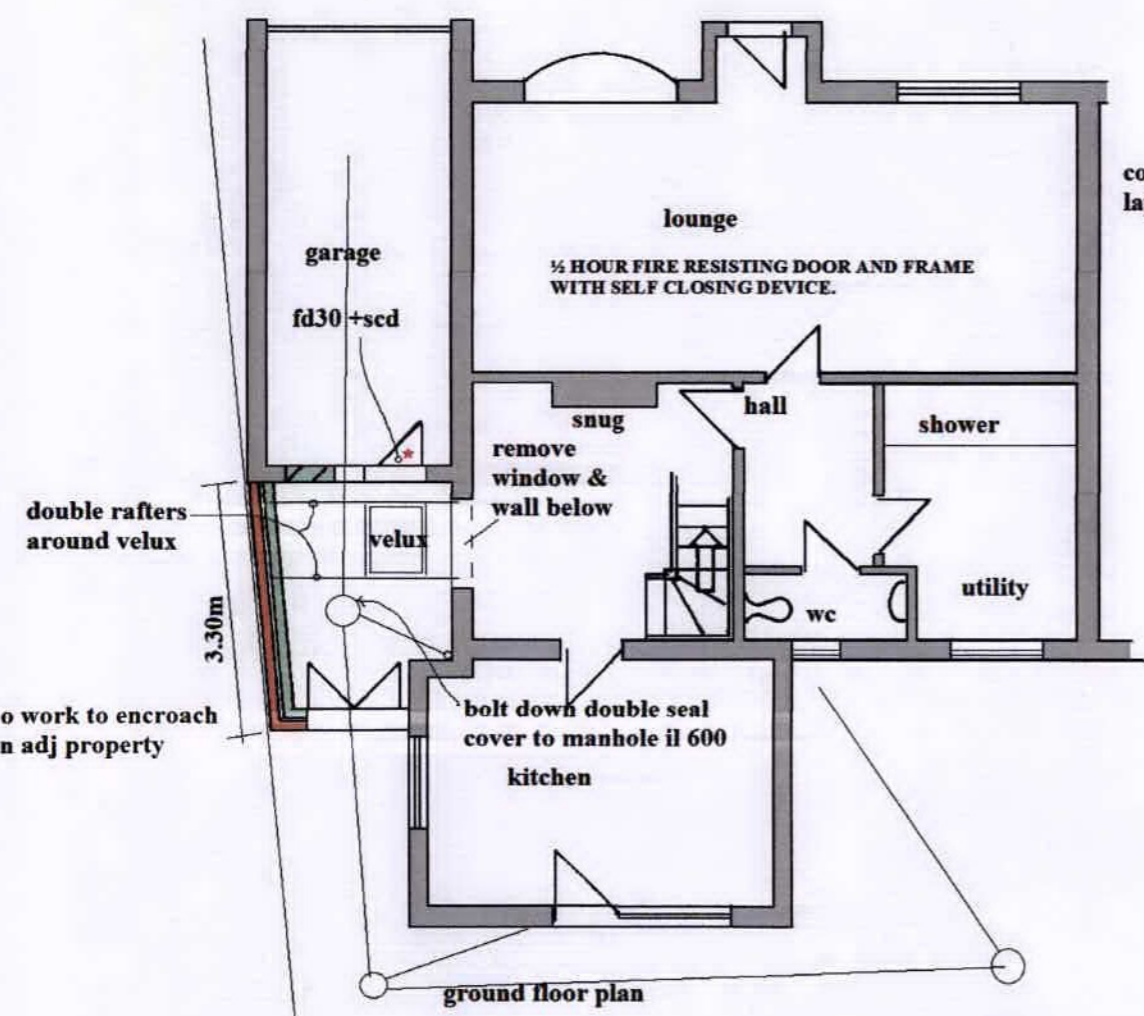 co
la
lounge
garage
½ HOUR FIRE RESISTING DOOR AND FRAME
WITH SELF CLOSING DEVICE.
fd30 +scd
hall
snug
shower
remove
window &
wall below
double rafters
around velux
velux
utility
wc
3.30m
o work to encroach
n adj property
bolt down double seal
cover to manhole il 600
kitchen
ground floor plan